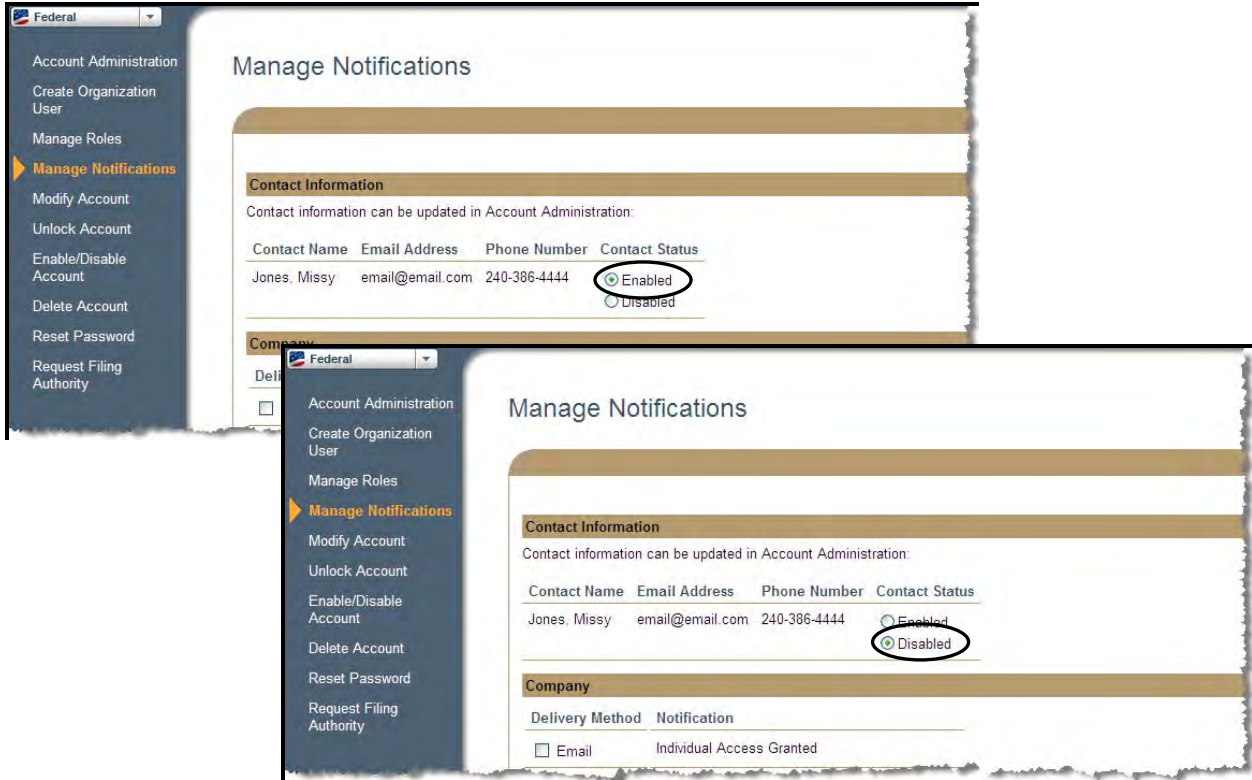 Federal
Account Administration
Create Organization
User
Manage Roles
Manage Notifications
Modify Account
Unlock Account
Enable/Disable
Account
Delete Account
Reset Password
Request Filing
Authority
Manage Notifications
Contact Information
Contact information can be updated in Account Administration:
Contact Name Email Address Phone Number Contact Status
Jones, Missy email@email.com 240-386-4444 Enabled
Disabled
Company
Deli
Federal
Account Administration
Create Organization
User
Manage Roles
Manage Notifications
Modify Account
Unlock Account
Enable/Disable
Account
Delete Account
Reset Password
Request Filing
Authority
Manage Notifications
Contact Information
Contact information can be updated in Account Administration:
Contact Name Email Address Phone Number Contact Status
Jones, Missy email@email.com 240-386-4444 Enabled
Disabled
Company
Delivery Method Notification
Email Individual Access Granted